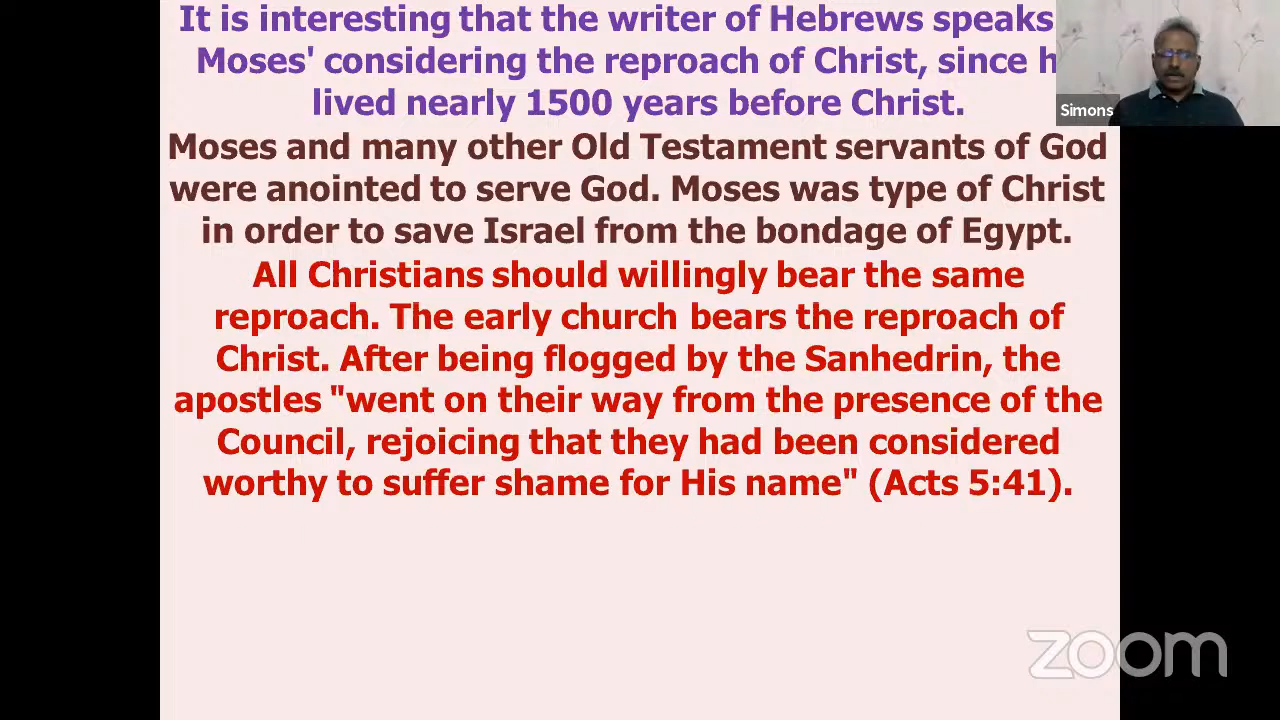 It is interesting that the writer of Hebrews speaks
Moses' considering the reproach of Christ, since h
lived nearly 1500 years before Christ.
Moses and many other Old Testament servants of God
were anointed to serve God. Moses was type of Christ
in order to save Israel from the bondage of Egypt.
All Christians should willingly bear the same
reproach. The early church bears the reproach of
Christ. After being flogged by the Sanhedrin, the
apostles "went on their way from the presence of the
Council, rejoicing that they had been considered
worthy to suffer shame for His name" (Acts 5:41).
Simons
zoom